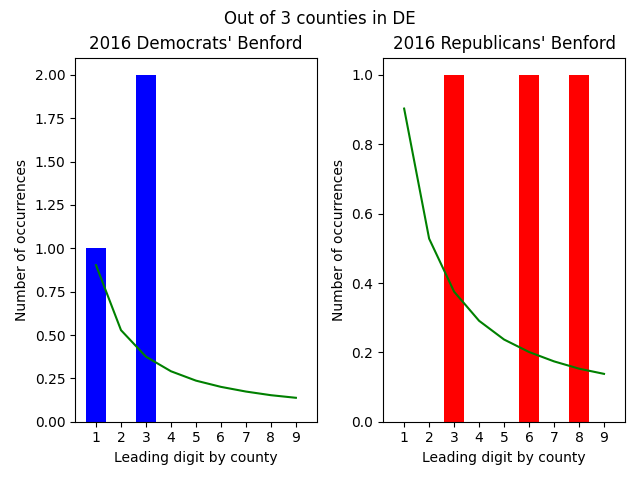 Out of 3 counties in DE
2016 Democrats' Benford
2016 Republicans' Benford
Number of occurrences
2.00
1.75
1.50
1.25
1.00
0.75
0.50
0.25
0.00
1 2 3 4 5 6 7 8 9
Leading digit by county
Number of occurrences
1.0
0.8
0.6
0.4
0.2
0.0
1 2 3 4 5 6 7 8 9
Leading digit by county